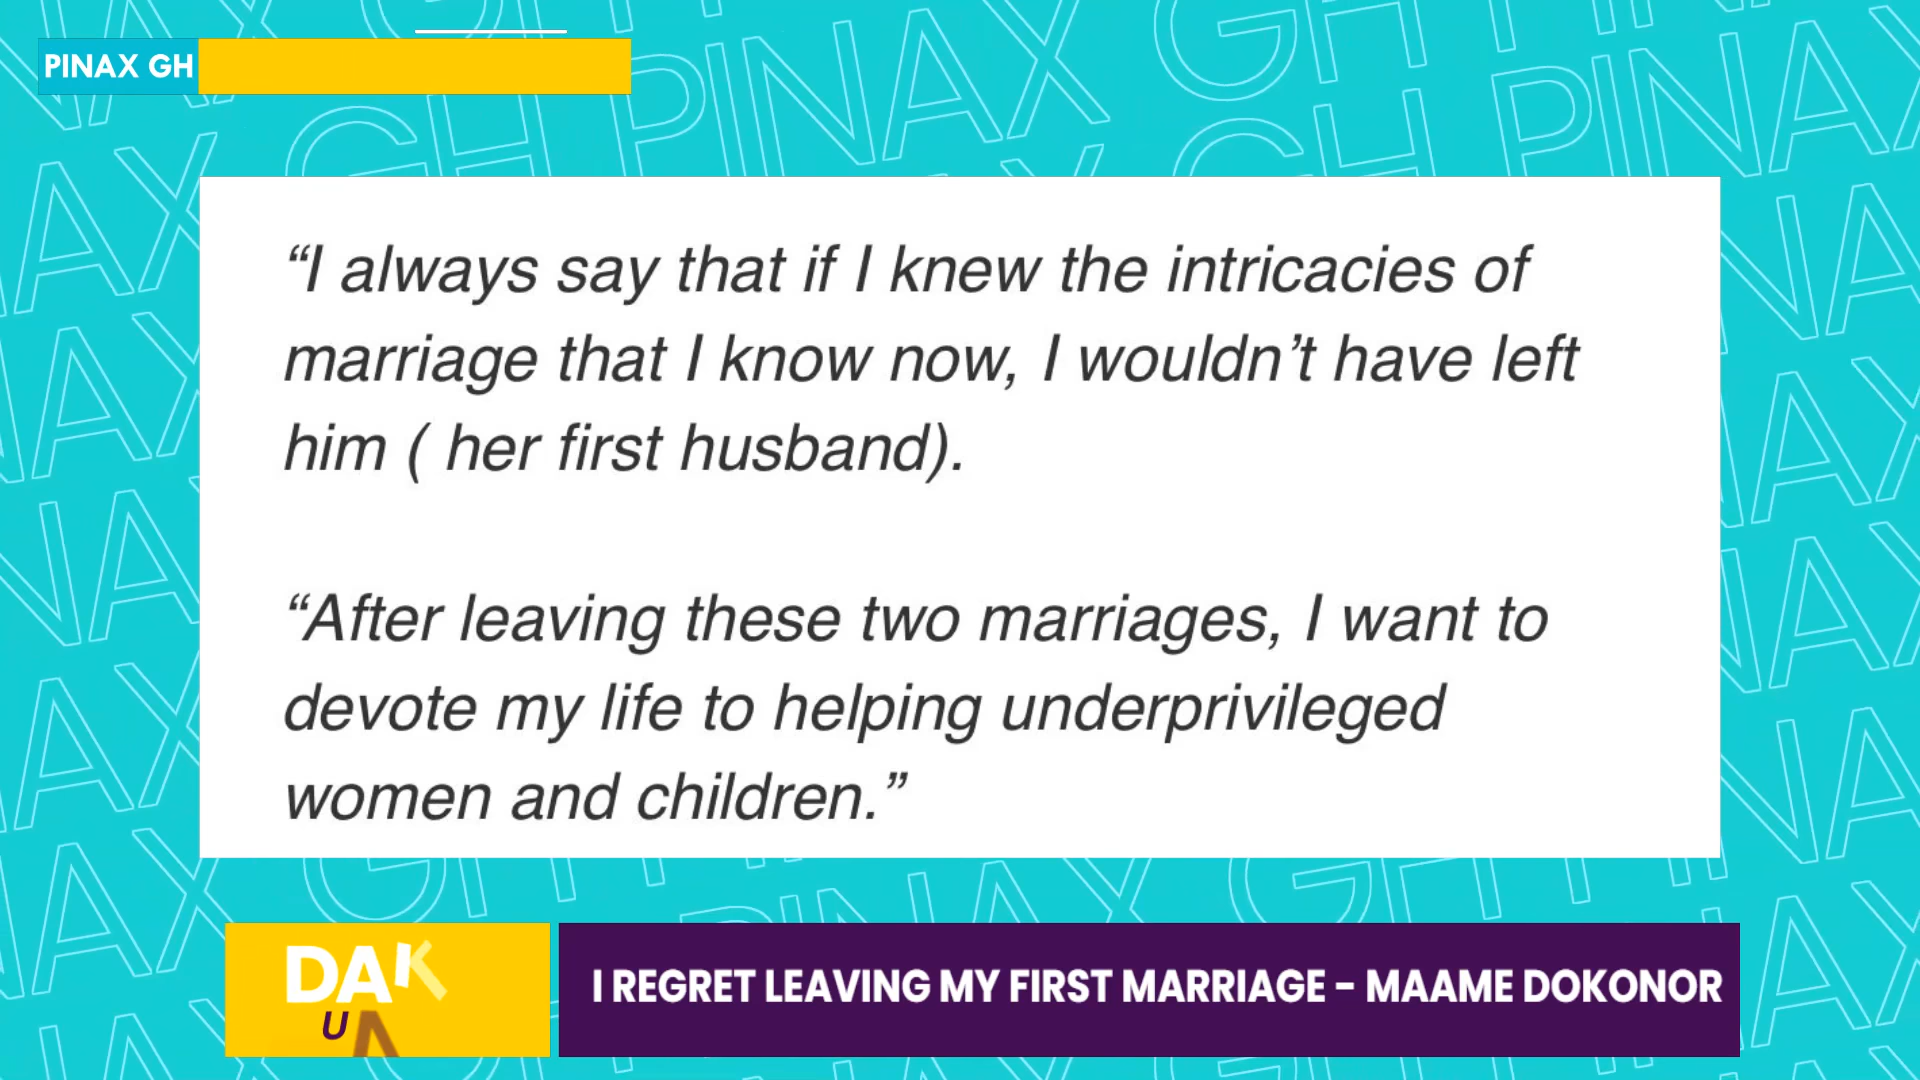 PINAX GH
“I always say that if I knew the intricacies of
marriage that I know now, I wouldn’t have left
him ( her first husband).
“After leaving these two marriages, I want to
devote my life to helping underprivileged
women and children.”
DAK
U
I REGRET LEAVING MY FIRST MARRIAGE – MAAME DOKONOR